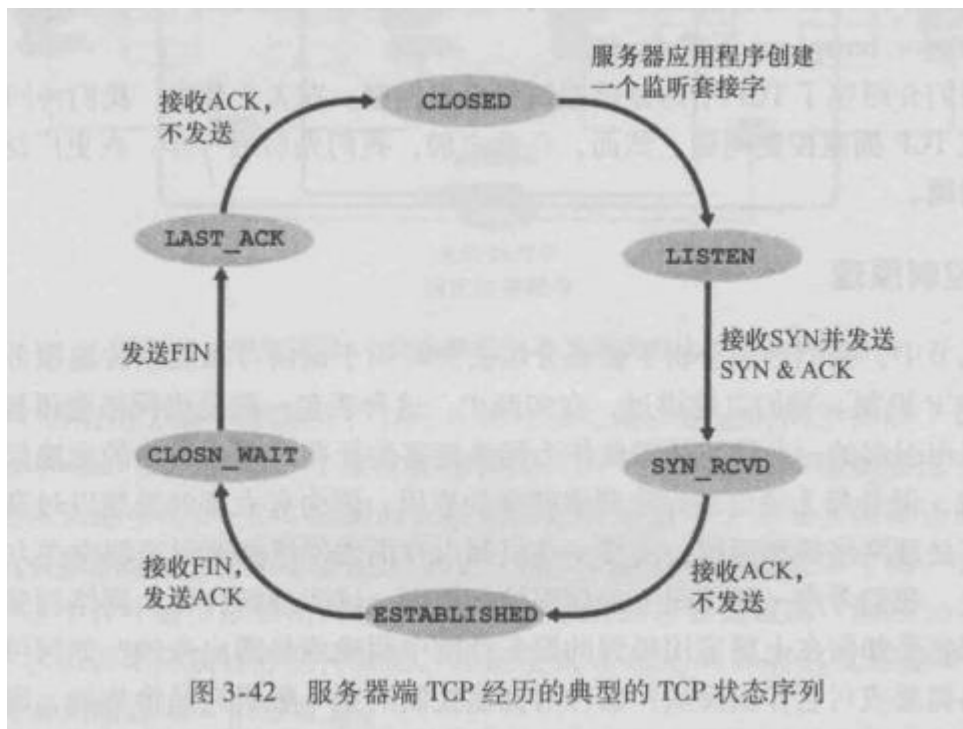 服务器应用程序创建
一个监听套接字
接收ACK,
不发送
CLOSED
LAST_ACK
LISTEN
发送FIN
接收SYN并发送
SYN & ACK
CLOSN_WAIT
SYN_RCVD
接收FIN,
发送ACK
接收ACK,
不发送
ESTABLISHED
图 3-42 服务器端 TCP 经历的典型的 TCP 状态序列